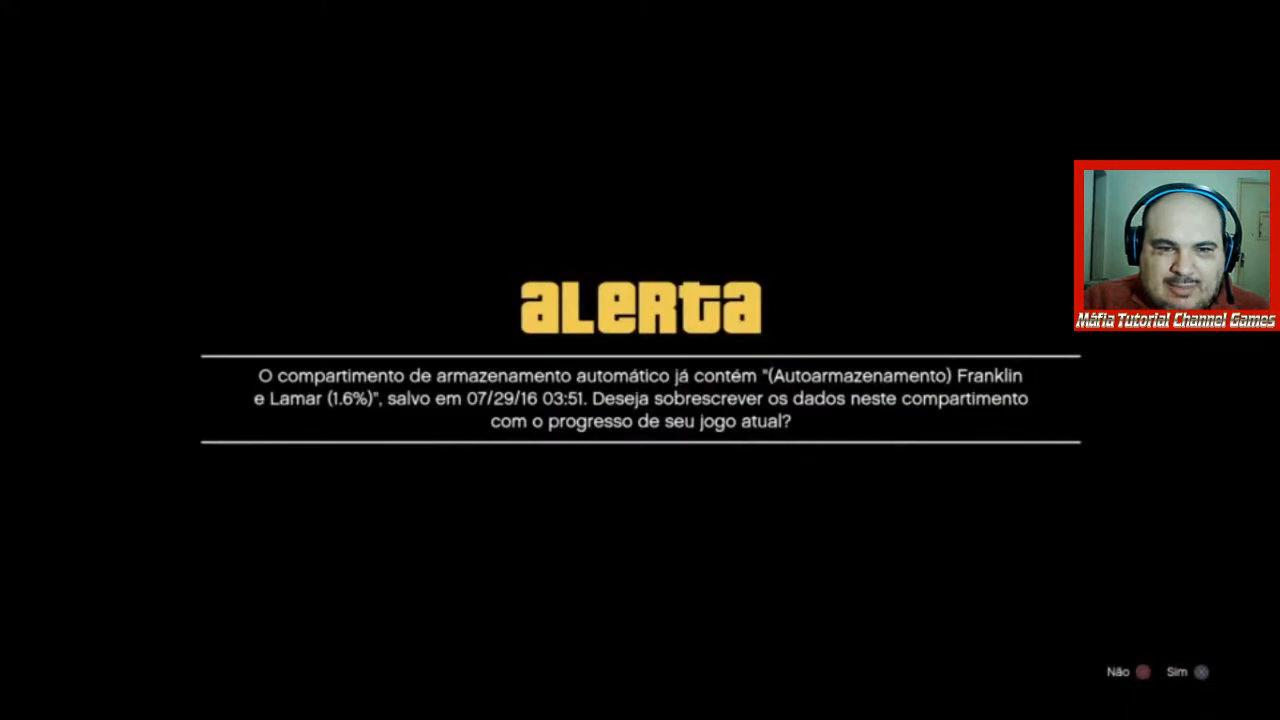 aLERTa
O compartimento de armazenamento automático já contém "(Autoarmazenamento) Franklin
e Lamar (1.6%)", salvo em 07/29/16 03:51. Deseja sobrescrever os dados neste compartimento
com o progresso de seu jogo atual?
Máfia Tutorial Channel Games
Não Sim